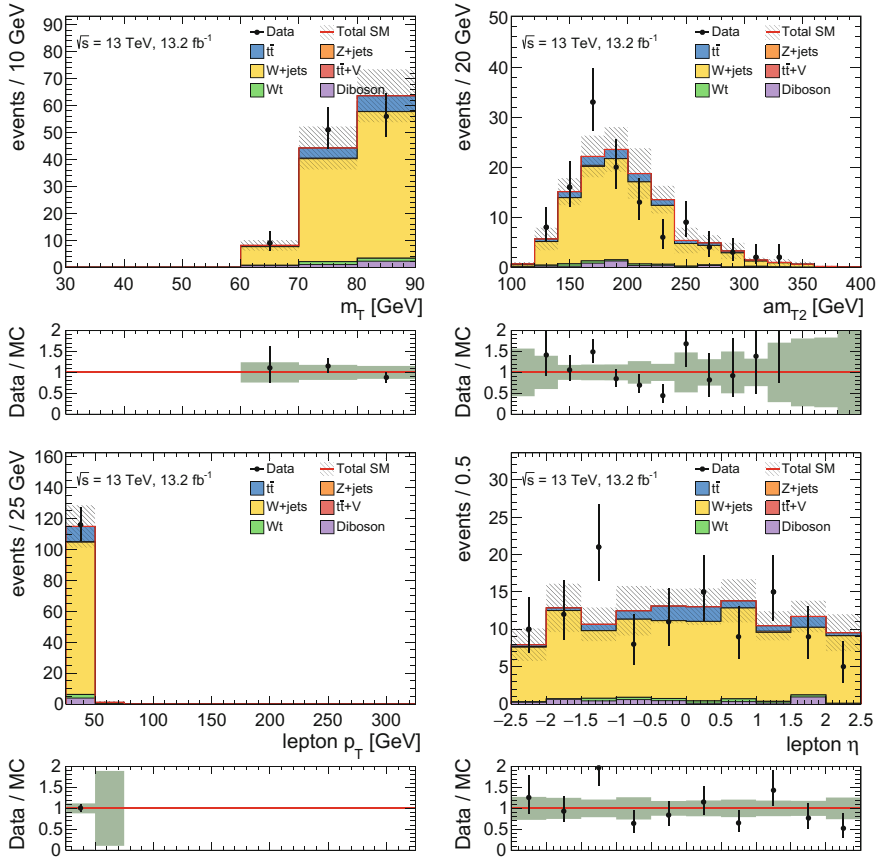 events / 10 GeV
90
80
70
60
50
40
30
20
10
0
√s = 13 TeV, 13.2 fb⁻¹
Data
Total SM
tt̄
Z+jets
W+jets
tt̄+V
Wt
Diboson
30 40 50 60 70 80 90
m_T [GeV]
Data / MC
2
1.5
1
0.5
0
events / 20 GeV
50
40
30
20
10
0
√s = 13 TeV, 13.2 fb⁻¹
Data
Total SM
tt̄
Z+jets
W+jets
tt̄+V
Wt
Diboson
100 150 200 250 300 350 400
am_T2 [GeV]
Data / MC
2
1.5
1
0.5
0
events / 25 GeV
160
140
120
100
80
60
40
20
0
√s = 13 TeV, 13.2 fb⁻¹
Data
Total SM
tt̄
Z+jets
W+jets
tt̄+V
Wt
Diboson
50 100 150 200 250 300
lepton p_T [GeV]
Data / MC
2
1.5
1
0.5
0
events / 0.5
30
25
20
15
10
5
0
√s = 13 TeV, 13.2 fb⁻¹
Data
Total SM
tt̄
Z+jets
W+jets
tt̄+V
Wt
Diboson
−2.5 −2 −1.5 −1 −0.5 0 0.5 1 1.5 2 2.5
lepton η
Data / MC
2
1.5
1
0.5
0